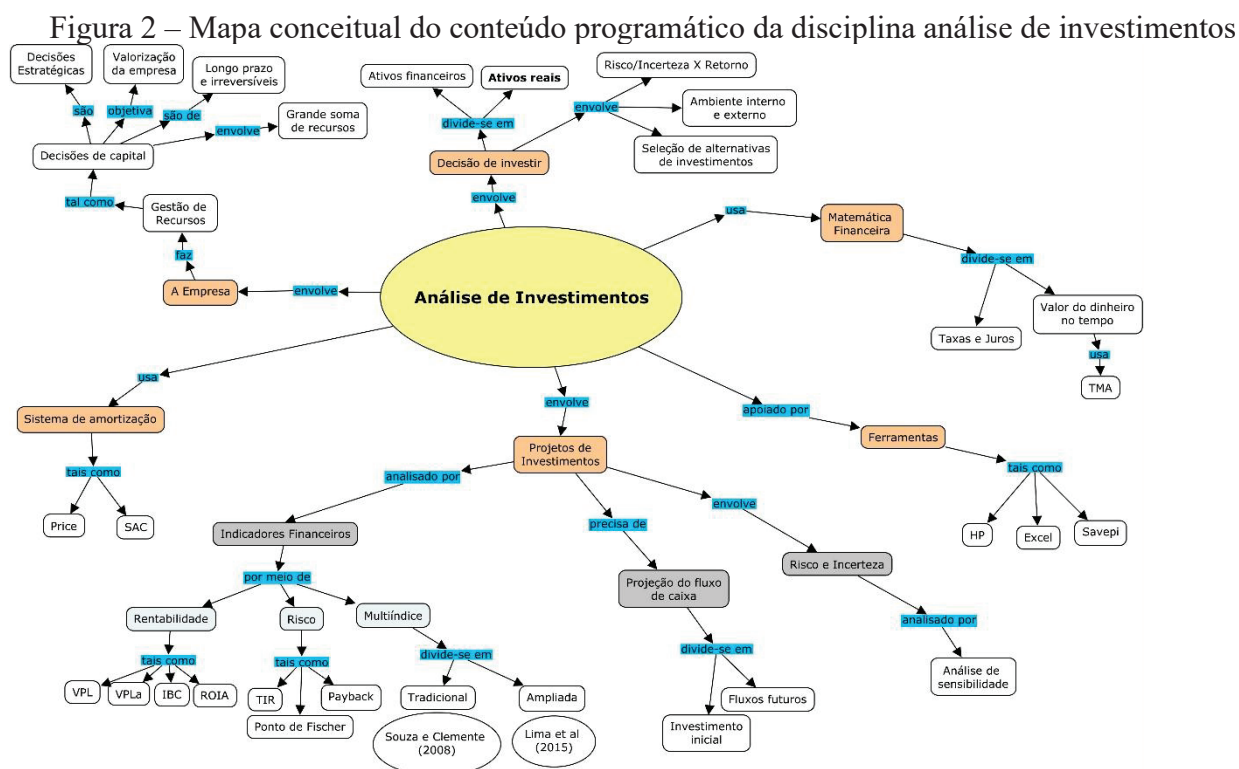 Figura 2 – Mapa conceitual do conteúdo programático da disciplina análise de investimentos
Decisões
Estratégicas
Valorização
da empresa
Longo prazo
e irreversíveis
são
objetiva
são de
envolve
Grande soma
de recursos
Decisões de capital
tal como
Gestão de
Recursos
faz
A Empresa
envolve
Ativos financeiros
Ativos reais
Risco/Incerteza X Retorno
divide-se em
envolve
Ambiente interno
e externo
Seleção de alternativas
de investimentos
Decisão de investir
envolve
usa
Matemática
Financeira
divide-se em
Taxas e Juros
Valor do dinheiro
no tempo
usa
TMA
Análise de Investimentos
usa
Sistema de amortização
tais como
Price
SAC
envolve
Projetos de
Investimentos
apoiado por
Ferramentas
tais como
HP
Excel
Savepi
analisado por
Indicadores Financeiros
por meio de
Rentabilidade
Risco
Multiíndice
tais como
VPL
VPLa
IBC
ROIA
tais como
TIR
Payback
Ponto de Fischer
divide-se em
Tradicional
Ampliada
Souza e Clemente
(2008)
Lima et al
(2015)
precisa de
Projeção do fluxo
de caixa
divide-se em
Fluxos futuros
Investimento
inicial
envolve
Risco e Incerteza
analisado por
Análise de
sensibilidade